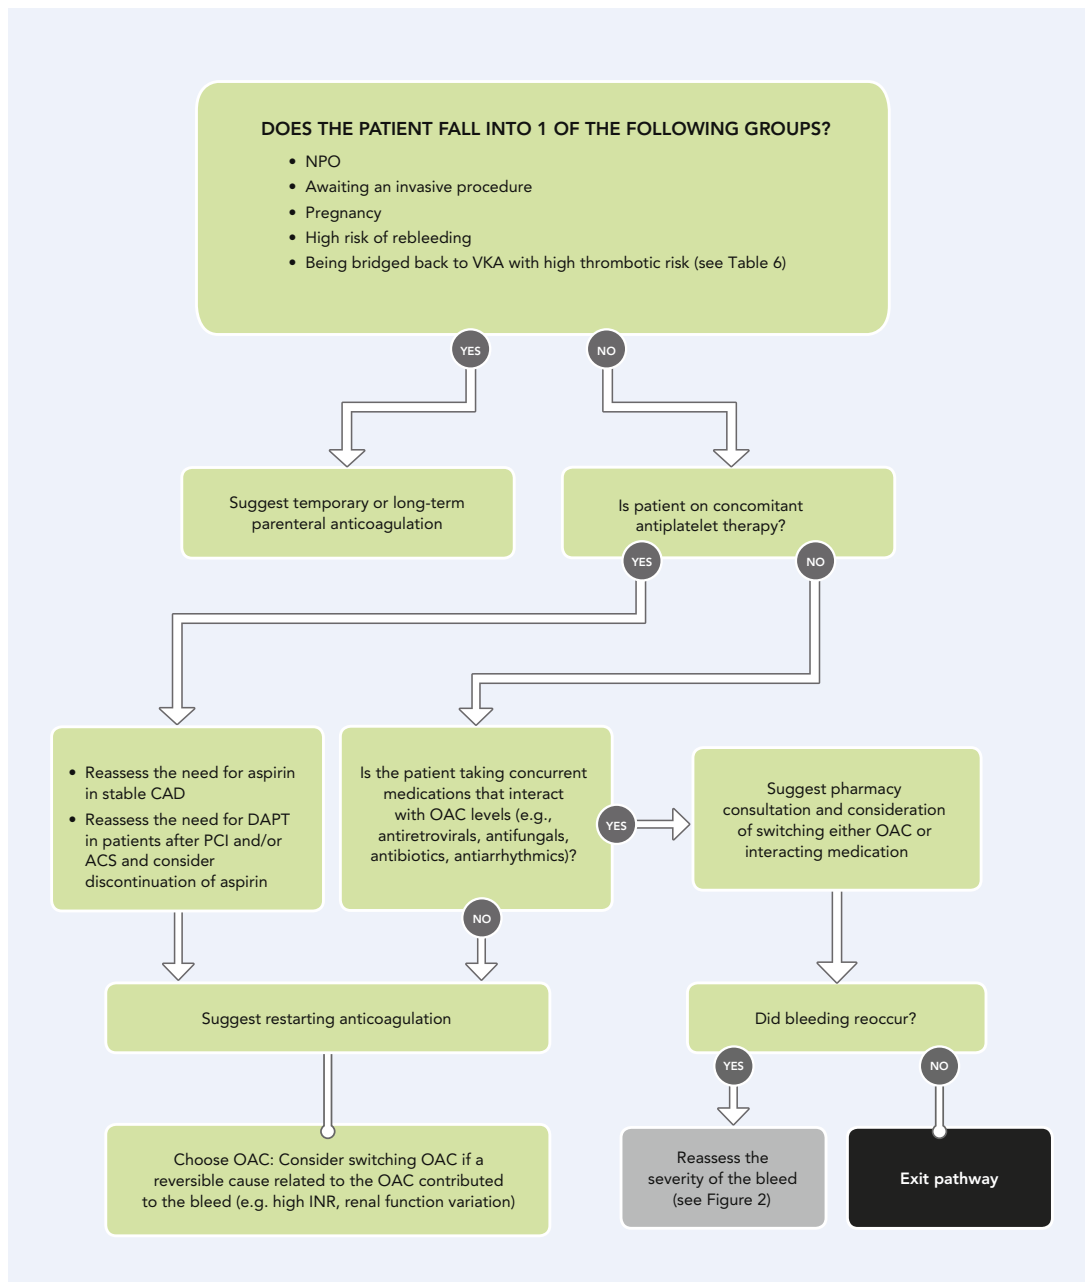 DOES THE PATIENT FALL INTO 1 OF THE FOLLOWING GROUPS?
• NPO
• Awaiting an invasive procedure
• Pregnancy
• High risk of rebleeding
• Being bridged back to VKA with high thrombotic risk (see Table 6)
YES
NO
Suggest temporary or long-term
parenteral anticoagulation
Is patient on concomitant
antiplatelet therapy?
YES
NO
• Reassess the need for aspirin
in stable CAD
• Reassess the need for DAPT
in patients after PCI and/or
ACS and consider
discontinuation of aspirin
Is the patient taking concurrent
medications that interact
with OAC levels (e.g.,
antiretrovirals, antifungals,
antibiotics, antiarrhythmics)?
YES
Suggest pharmacy
consultation and consideration
of switching either OAC or
interacting medication
NO
Suggest restarting anticoagulation
Did bleeding reoccur?
YES
NO
Choose OAC: Consider switching OAC if a
reversible cause related to the OAC contributed
to the bleed (e.g. high INR, renal function variation)
Reassess the
severity of the bleed
(see Figure 2)
Exit pathway